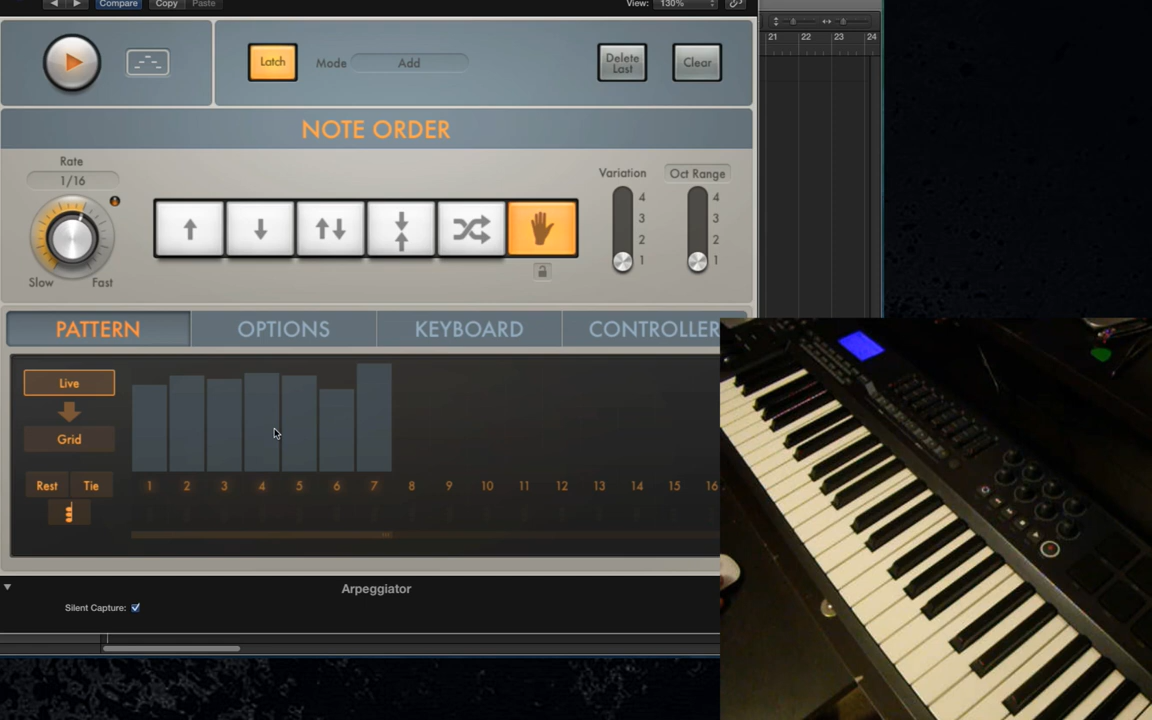 Compare Copy Paste View: 130%
21 22 23 24
Latch Mode Add Delete Last Clear
NOTE ORDER
Rate
1/16
Slow Fast
Variation
4
3
2
1
Oct Range
4
3
2
1
PATTERN OPTIONS KEYBOARD CONTROLLER
Live
Grid
Rest Tie
1 2 3 4 5 6 7 8 9 10 11 12 13 14 15 16
Arpeggiator
Silent Capture: